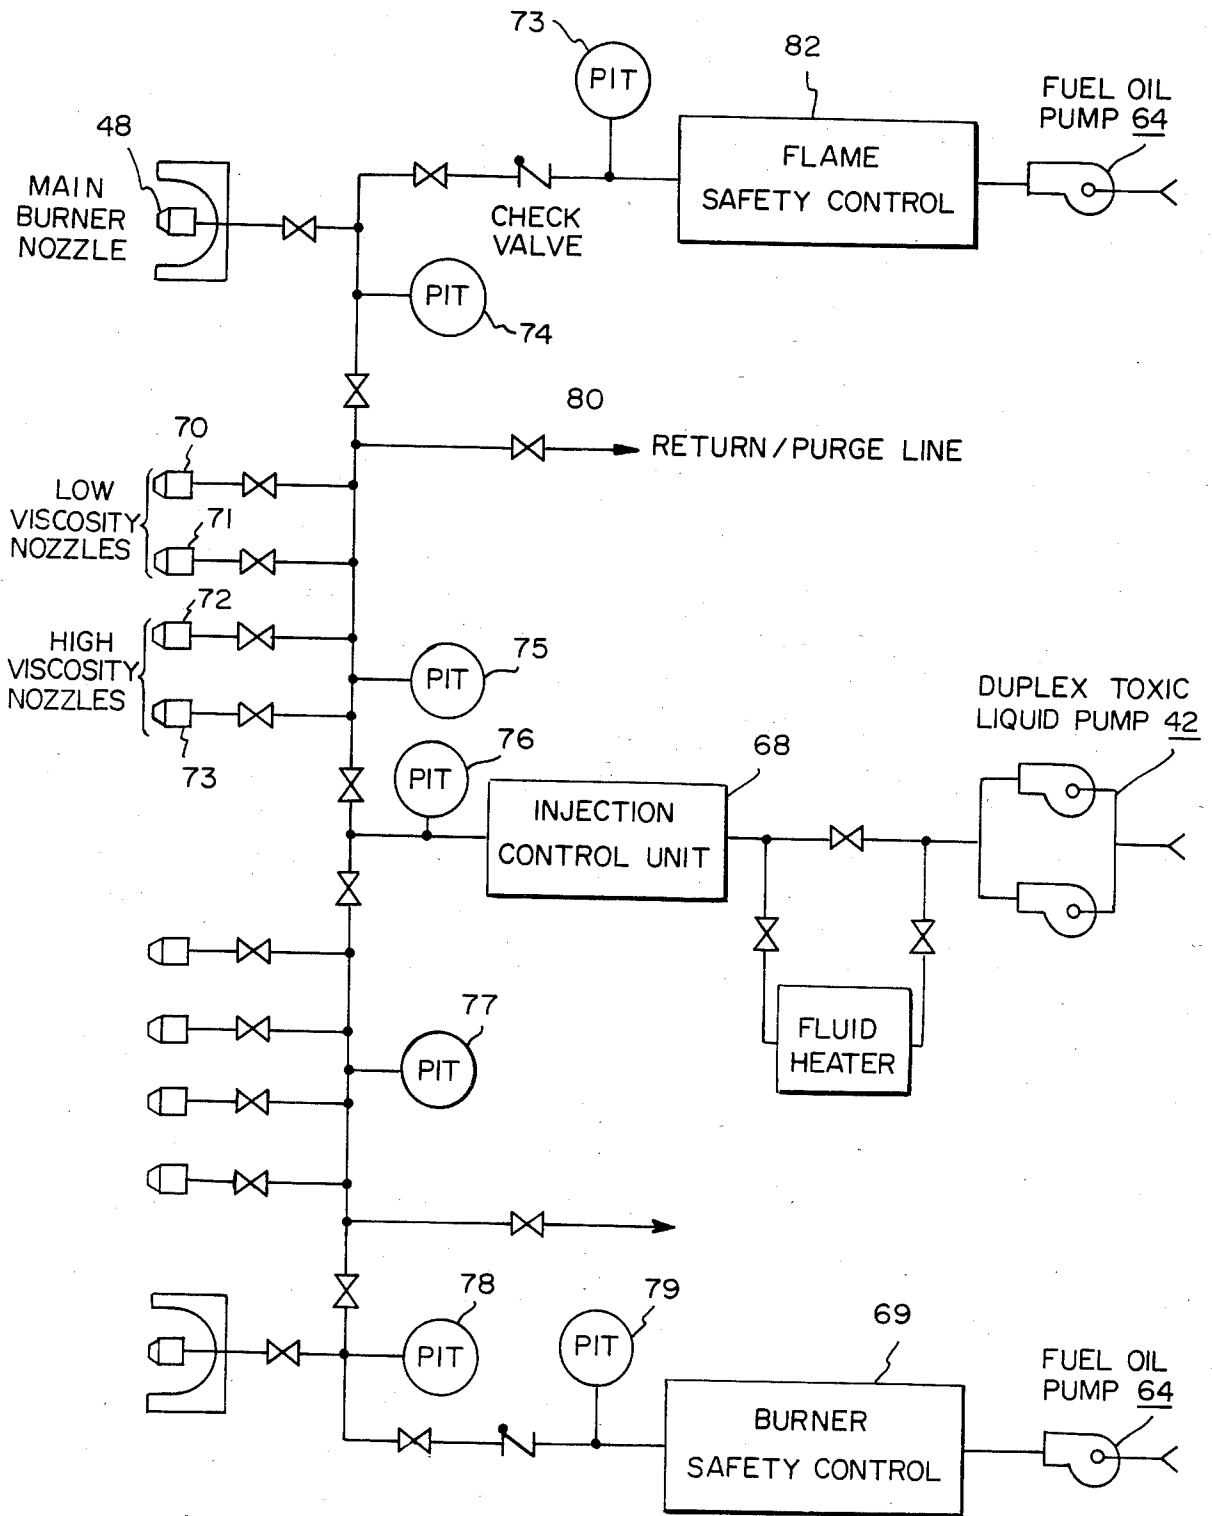 73
PIT
82
FUEL OIL
PUMP 64
48
FLAME
SAFETY CONTROL
MAIN
BURNER
NOZZLE
CHECK
VALVE
PIT
74
80
RETURN/PURGE LINE
70
LOW
VISCOSITY
NOZZLES
71
72
HIGH
VISCOSITY
NOZZLES
73
PIT
75
DUPLEX TOXIC
LIQUID PUMP 42
76
PIT
68
INJECTION
CONTROL UNIT
77
PIT
FLUID
HEATER
78
PIT
79
PIT
69
FUEL OIL
PUMP 64
BURNER
SAFETY CONTROL